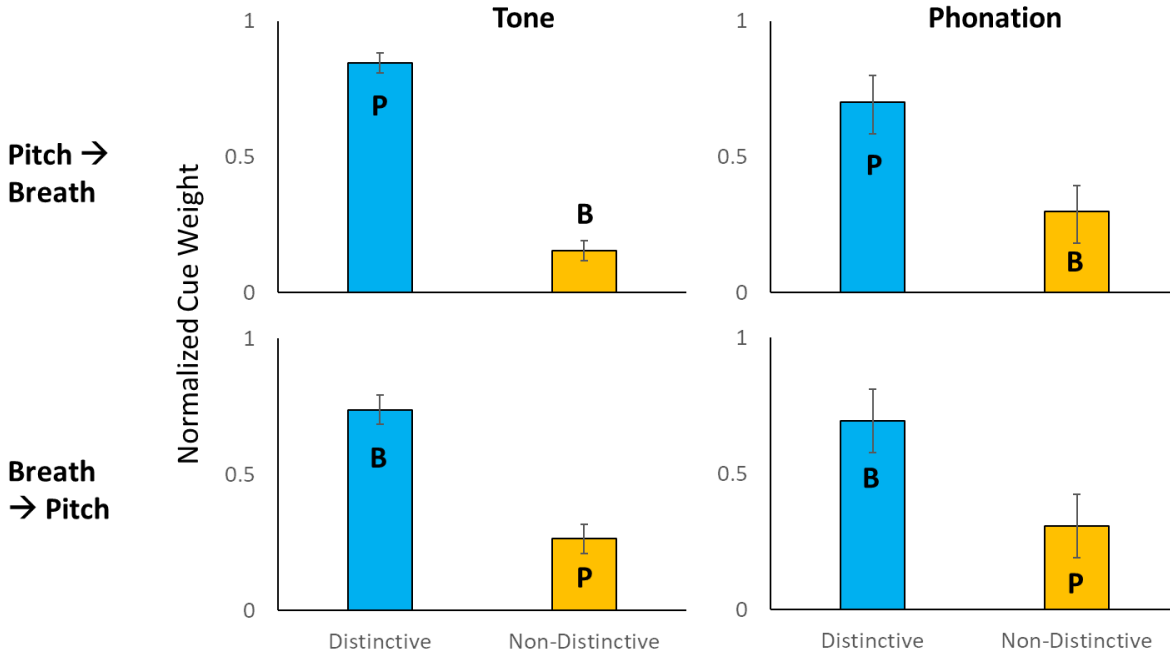 Tone
Phonation
Pitch →
Breath
Normalized Cue Weight
1
0.5
0
P
B
1
0.5
0
P
B
Breath
→ Pitch
1
0.5
0
B
P
Distinctive
Non-Distinctive
1
0.5
0
B
P
Distinctive
Non-Distinctive